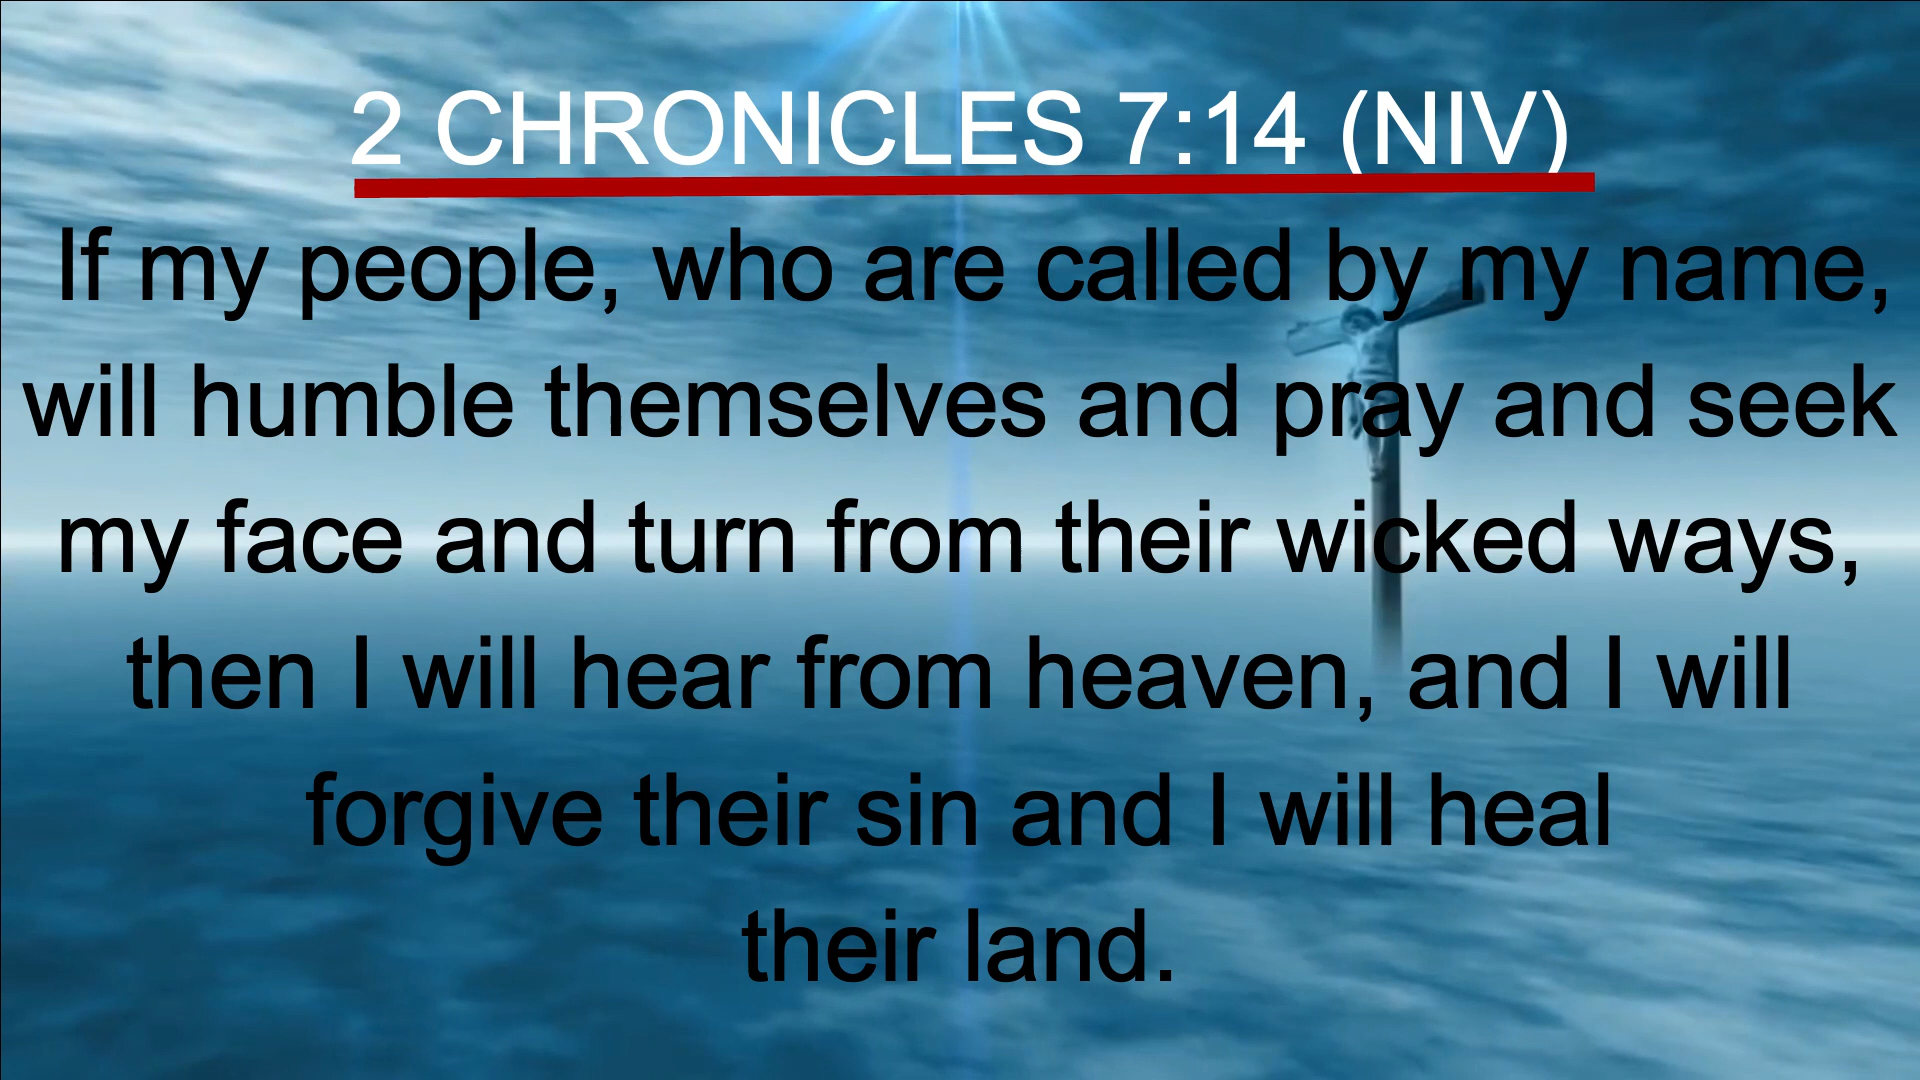 2 CHRONICLES 7:14 (NIV)
If my people, who are called by my name,
will humble themselves and pray and seek
my face and turn from their wicked ways,
then I will hear from heaven, and I will
forgive their sin and I will heal
their land.